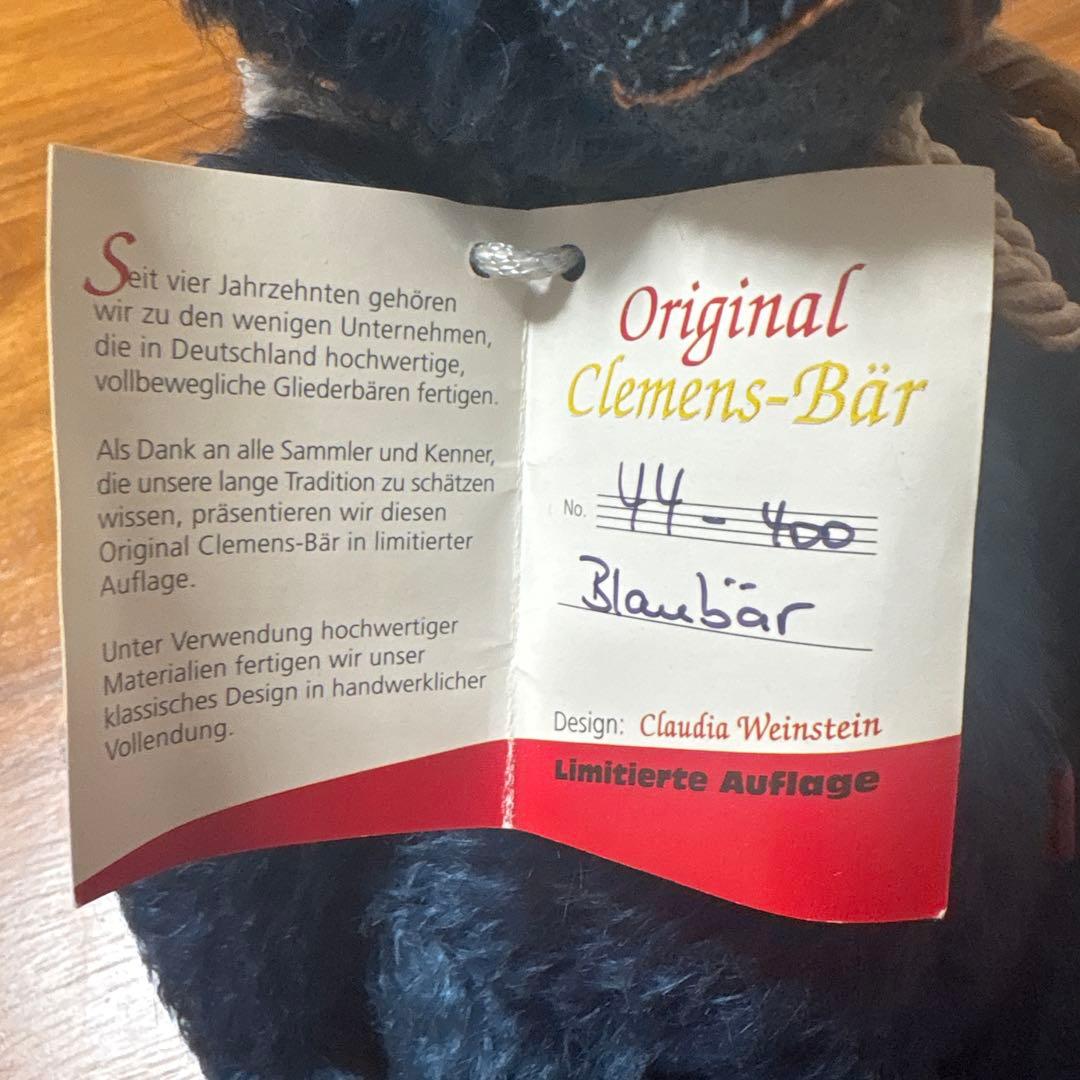 Seit vier Jahrzehnten gehören
wir zu den wenigen Unternehmen,
die in Deutschland hochwertige,
vollbewegliche Gliederbären fertigen.
Als Dank an alle Sammler und Kenner,
die unsere lange Tradition zu schätzen
wissen, präsentieren wir diesen
Original Clemens-Bär in limitierter
Auflage.
Unter Verwendung hochwertiger
Materialien fertigen wir unser
klassisches Design in handwerklicher
Vollendung.
Original
Clemens-Bär
No. 44 - 400
Blaubär
Design: Claudia Weinstein
Limitierte Auflage